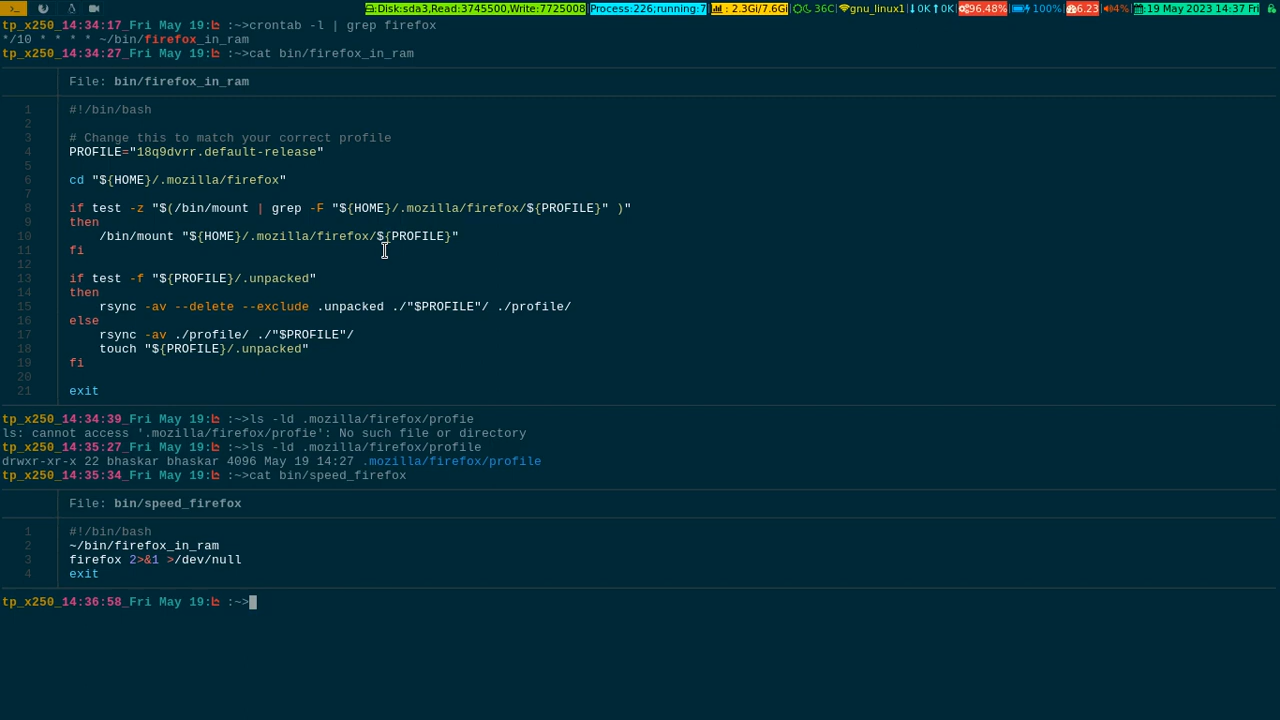 Disk:sda3,Read:3745500,Write:7725008 Process:226;running:7 : 2.3Gi/7.6Gi 36C gnu_linux1 0K 0K 96.48% 100% 6.23 4% :19 May 2023 14:37 Fri
tp_x250_14:34:17_Fri May 19: :~>crontab -l | grep firefox
*/10 * * * * ~/bin/firefox_in_ram
tp_x250_14:34:27_Fri May 19: :~>cat bin/firefox_in_ram
File: bin/firefox_in_ram
1 #!/bin/bash
2
3 # Change this to match your correct profile
4 PROFILE="18q9dvrr.default-release"
5
6 cd "${HOME}/.mozilla/firefox"
7
8 if test -z "$(/bin/mount | grep -F "${HOME}/.mozilla/firefox/${PROFILE}" )"
9 then
10 /bin/mount "${HOME}/.mozilla/firefox/${PROFILE}"
11 fi
12
13 if test -f "${PROFILE}/.unpacked"
14 then
15 rsync -av --delete --exclude .unpacked ./"$PROFILE"/ ./profile/
16 else
17 rsync -av ./profile/ ./"$PROFILE"/
18 touch "${PROFILE}/.unpacked"
19 fi
20
21 exit
tp_x250_14:34:39_Fri May 19: :~>ls -ld .mozilla/firefox/profie
ls: cannot access '.mozilla/firefox/profie': No such file or directory
tp_x250_14:35:27_Fri May 19: :~>ls -ld .mozilla/firefox/profile
drwxr-xr-x 22 bhaskar bhaskar 4096 May 19 14:27 .mozilla/firefox/profile
tp_x250_14:35:34_Fri May 19: :~>cat bin/speed_firefox
File: bin/speed_firefox
1 #!/bin/bash
2 ~/bin/firefox_in_ram
3 firefox 2>&1 >/dev/null
4 exit
tp_x250_14:36:58_Fri May 19: :~>